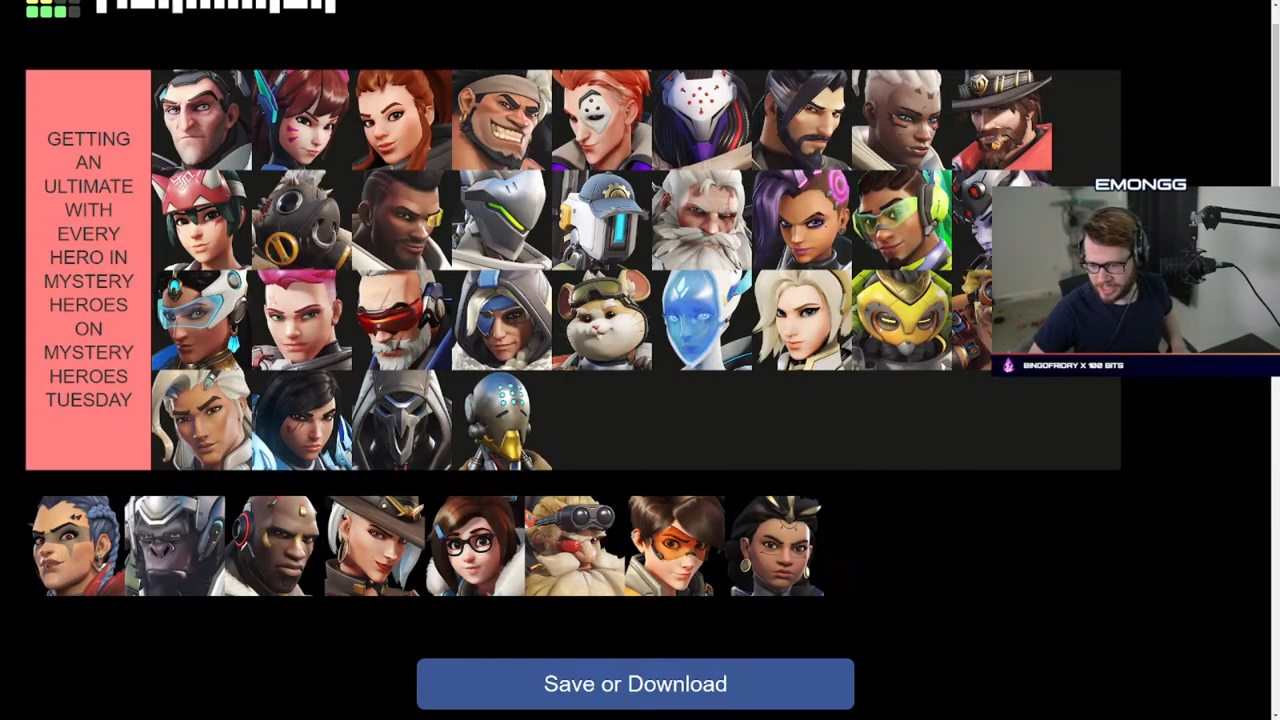 GETTING
AN
ULTIMATE
WITH
EVERY
HERO IN
MYSTERY
HEROES
ON
MYSTERY
HEROES
TUESDAY
EMONGG
BINGOFRIDAY X 100 BITS
Save or Download